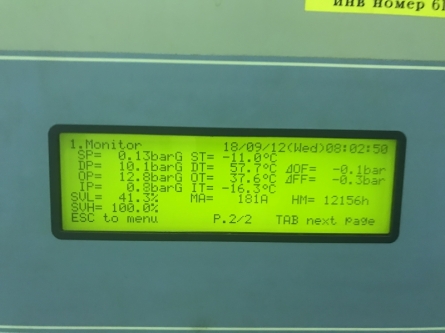 инв номер 6
1.Monitor 18/09/12(Wed)08:02:50
SP= 0.13barG ST= -11.0°C
DP= 10.1barG DT= 57.7°C ΔOF= -0.1bar
OP= 12.8barG OT= 37.6°C ΔFF= -0.3bar
IP= 0.8barG IT= -16.3°C
SVL= 41.3% MA= 181A HM= 12156h
SVH= 100.0%
ESC to menu P.2/2 TAB next page